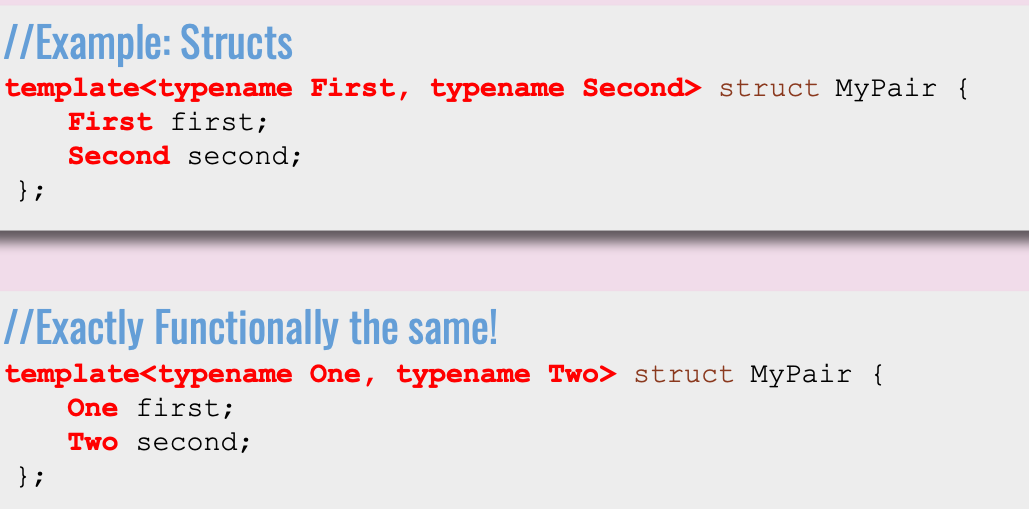 //Example: Structs
template<typename First, typename Second> struct MyPair {
    First first;
    Second second;
 };
//Exactly Functionally the same!
template<typename One, typename Two> struct MyPair {
    One first;
    Two second;
 };